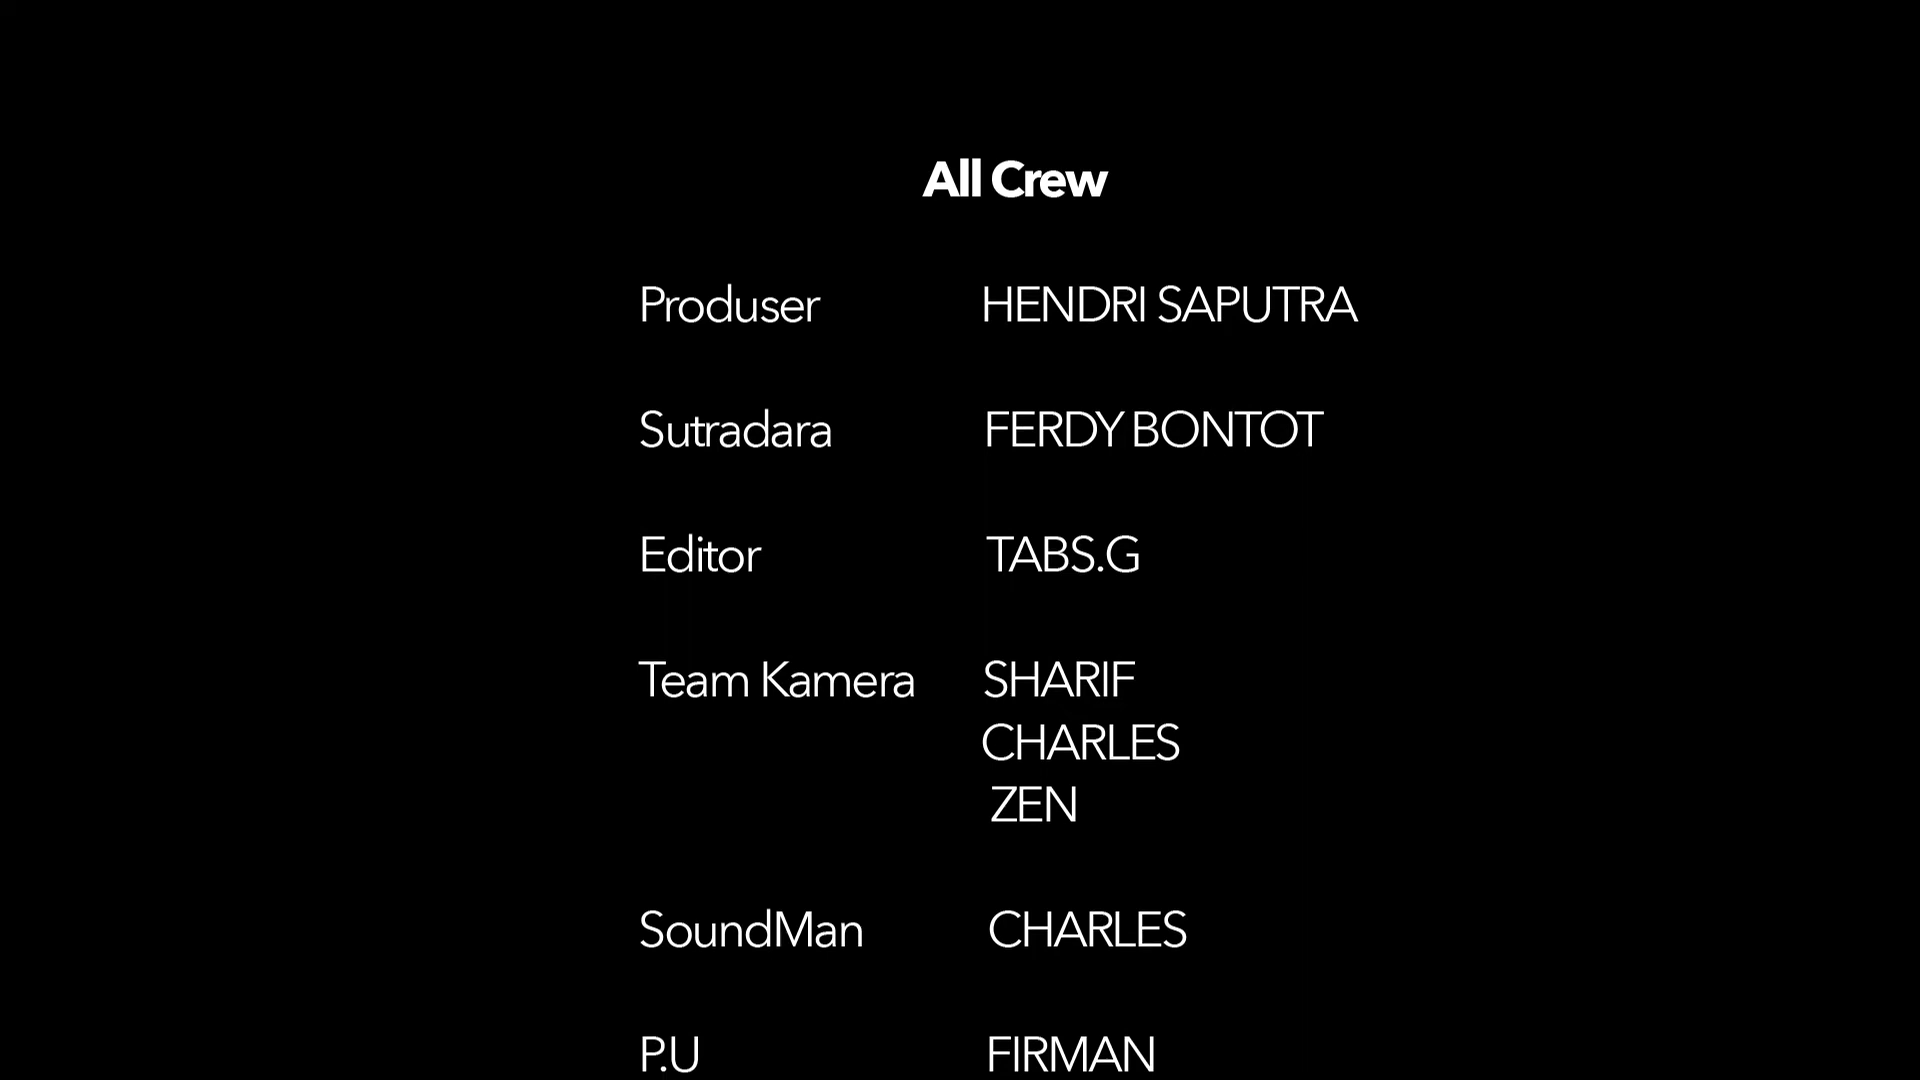 All Crew
Produser HENDRI SAPUTRA
Sutradara FERDY BONTOT
Editor TABS.G
Team Kamera SHARIF
CHARLES
ZEN
SoundMan CHARLES
P.U FIRMAN